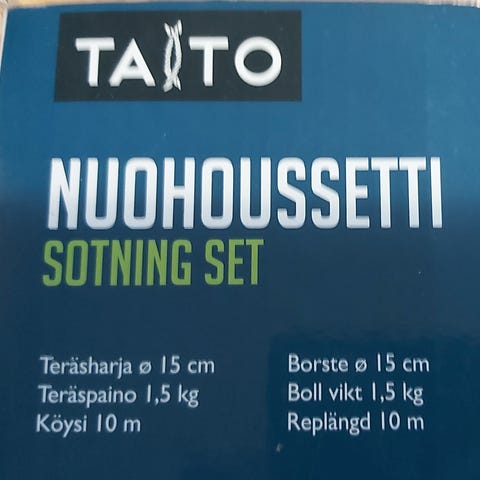 TAITO
NUOHOUSSETTI
SOTNING SET
Teräsharja ø 15 cm
Teräspaino 1,5 kg
Köysi 10 m
Borste ø 15 cm
Boll vikt 1,5 kg
Replängd 10 m